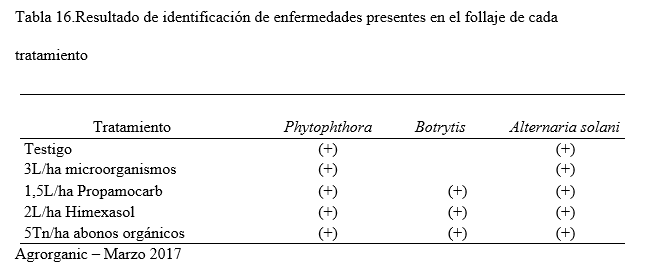 Tabla 16.Resultado de identificación de enfermedades presentes en el follaje de cada
tratamiento
Tratamiento Phytophthora Botrytis Alternaria solani
Testigo (+) (+)
3L/ha microorganismos (+) (+)
1,5L/ha Propamocarb (+) (+) (+)
2L/ha Himexasol (+) (+) (+)
5Tn/ha abonos orgánicos (+) (+) (+)
Agrorganic – Marzo 2017